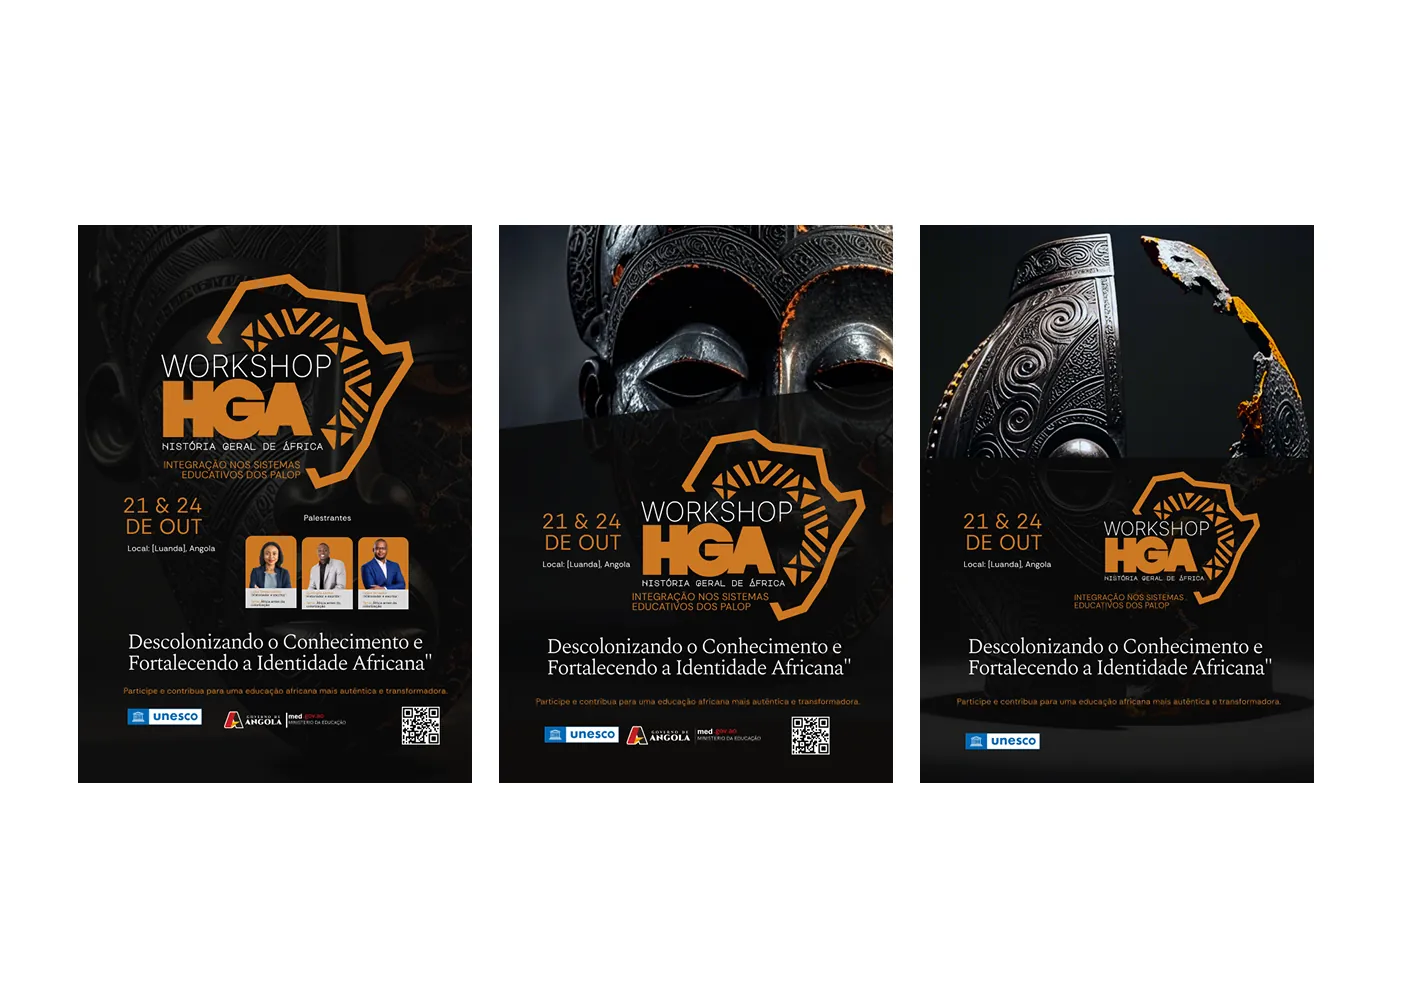 WORKSHOP
HGA
HISTÓRIA GERAL DE ÁFRICA
INTEGRAÇÃO NOS SISTEMAS
EDUCATIVOS DOS PALOP
21 & 24
DE OUT
Local: [Luanda], Angola
Palestrantes
Descolonizando o Conhecimento e
Fortalecendo a Identidade Africana"
Participe e contribua para uma educação africana mais autêntica e transformadora.
unesco
GOVERNO DE
ANGOLA
med.gov.ao
MINISTÉRIO DA EDUCAÇÃO
WORKSHOP
HGA
HISTÓRIA GERAL DE ÁFRICA
INTEGRAÇÃO NOS SISTEMAS
EDUCATIVOS DOS PALOP
21 & 24
DE OUT
Local: [Luanda], Angola
Descolonizando o Conhecimento e
Fortalecendo a Identidade Africana"
Participe e contribua para uma educação africana mais autêntica e transformadora.
unesco
GOVERNO DE
ANGOLA
med.gov.ao
MINISTÉRIO DA EDUCAÇÃO
21 & 24
DE OUT
Local: [Luanda], Angola
WORKSHOP
HGA
HISTÓRIA GERAL DE ÁFRICA
INTEGRAÇÃO NOS SISTEMAS
EDUCATIVOS DOS PALOP
Descolonizando o Conhecimento e
Fortalecendo a Identidade Africana"
Participe e contribua para uma educação africana mais autêntica e transformadora.
unesco